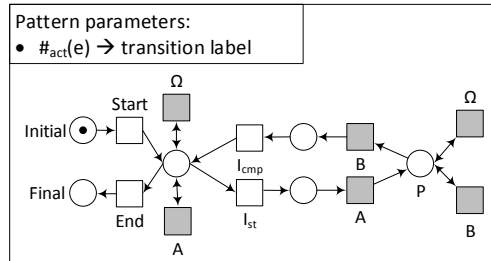 Pattern parameters:
• #act(e) → transition label
Ω
Start
Initial
Ω
Icmp
B
P
Final
End
A
Ist
A
B